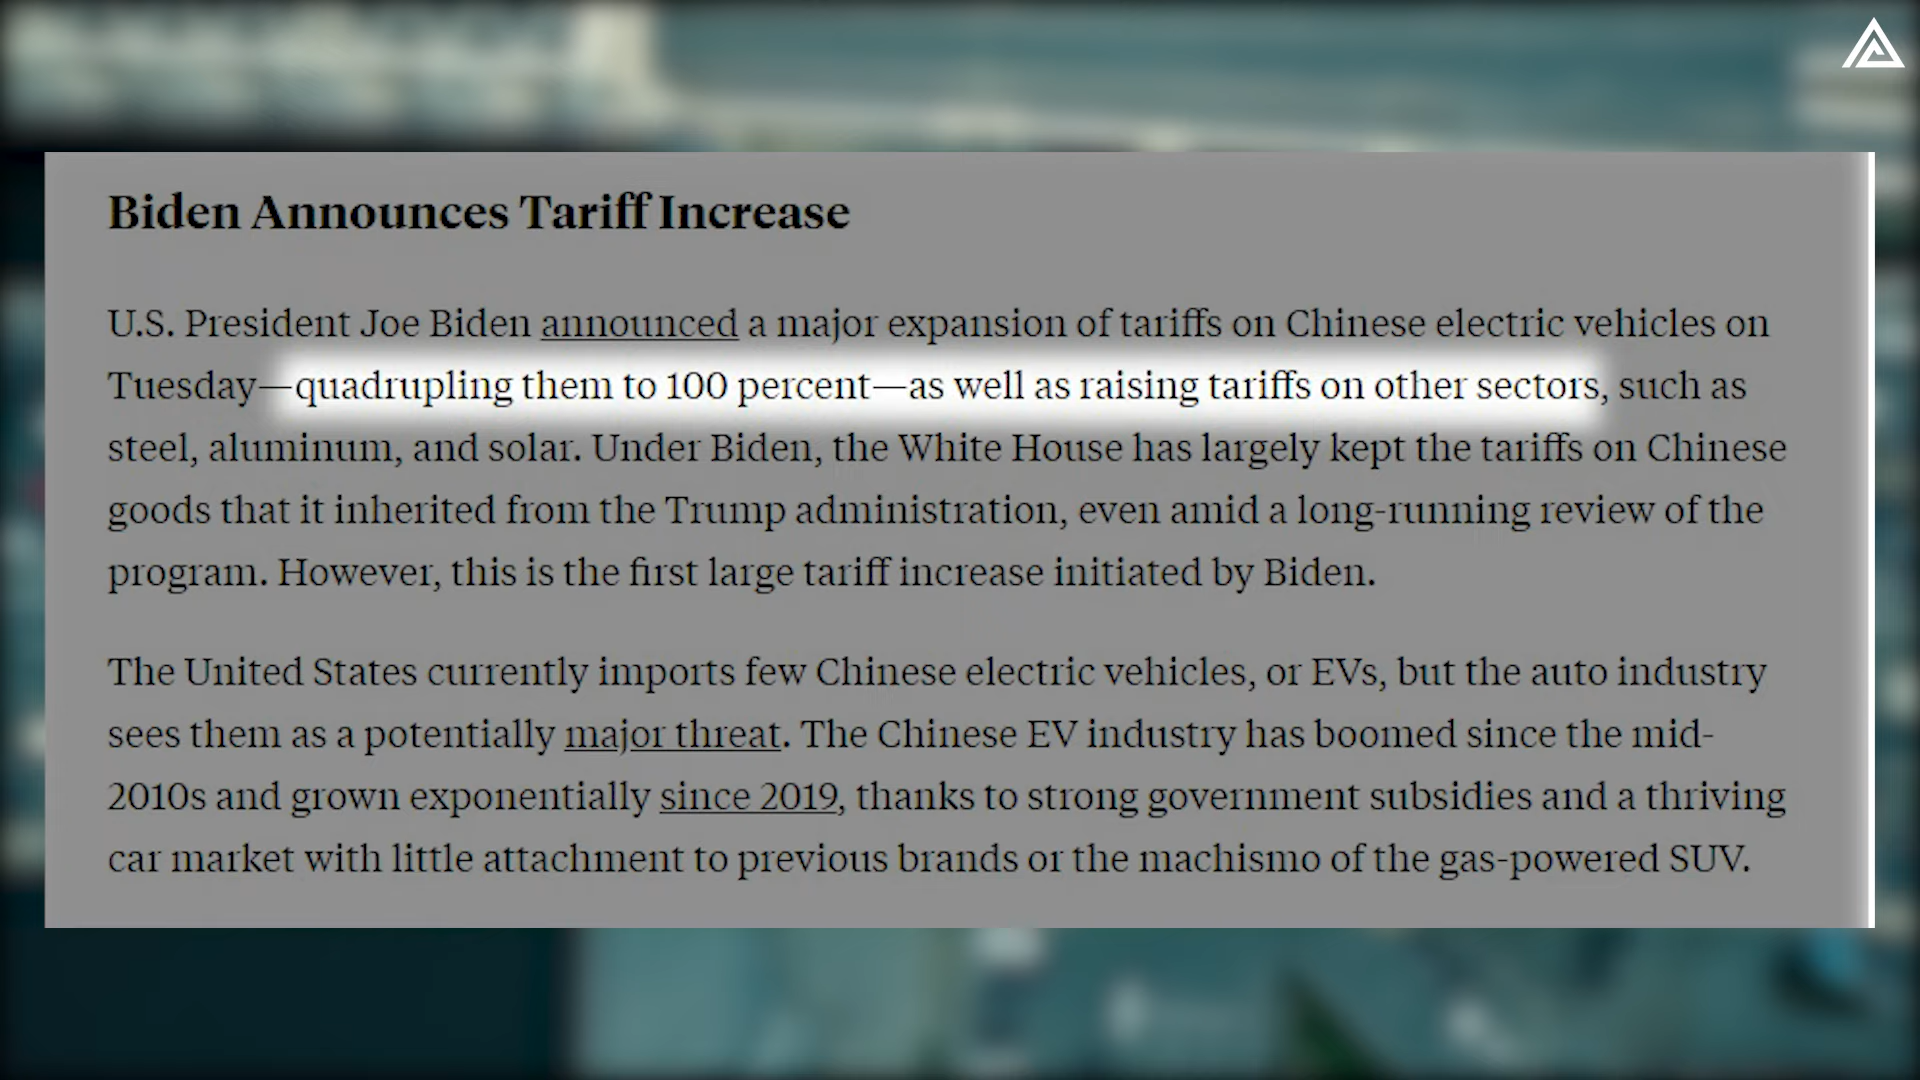 Biden Announces Tariff Increase
U.S. President Joe Biden announced a major expansion of tariffs on Chinese electric vehicles on
Tuesday—quadrupling them to 100 percent—as well as raising tariffs on other sectors, such as
steel, aluminum, and solar. Under Biden, the White House has largely kept the tariffs on Chinese
goods that it inherited from the Trump administration, even amid a long-running review of the
program. However, this is the first large tariff increase initiated by Biden.
The United States currently imports few Chinese electric vehicles, or EVs, but the auto industry
sees them as a potentially major threat. The Chinese EV industry has boomed since the mid-
2010s and grown exponentially since 2019, thanks to strong government subsidies and a thriving
car market with little attachment to previous brands or the machismo of the gas-powered SUV.